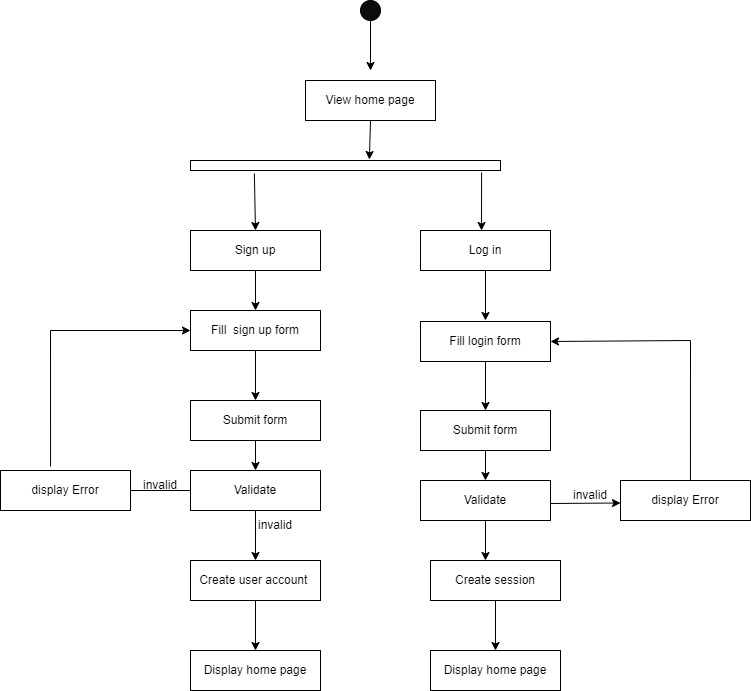 View home page
Sign up
Log in
Fill sign up form
Fill login form
Submit form
Submit form
display Error
invalid
Validate
Validate
invalid
display Error
invalid
Create user account
Create session
Display home page
Display home page